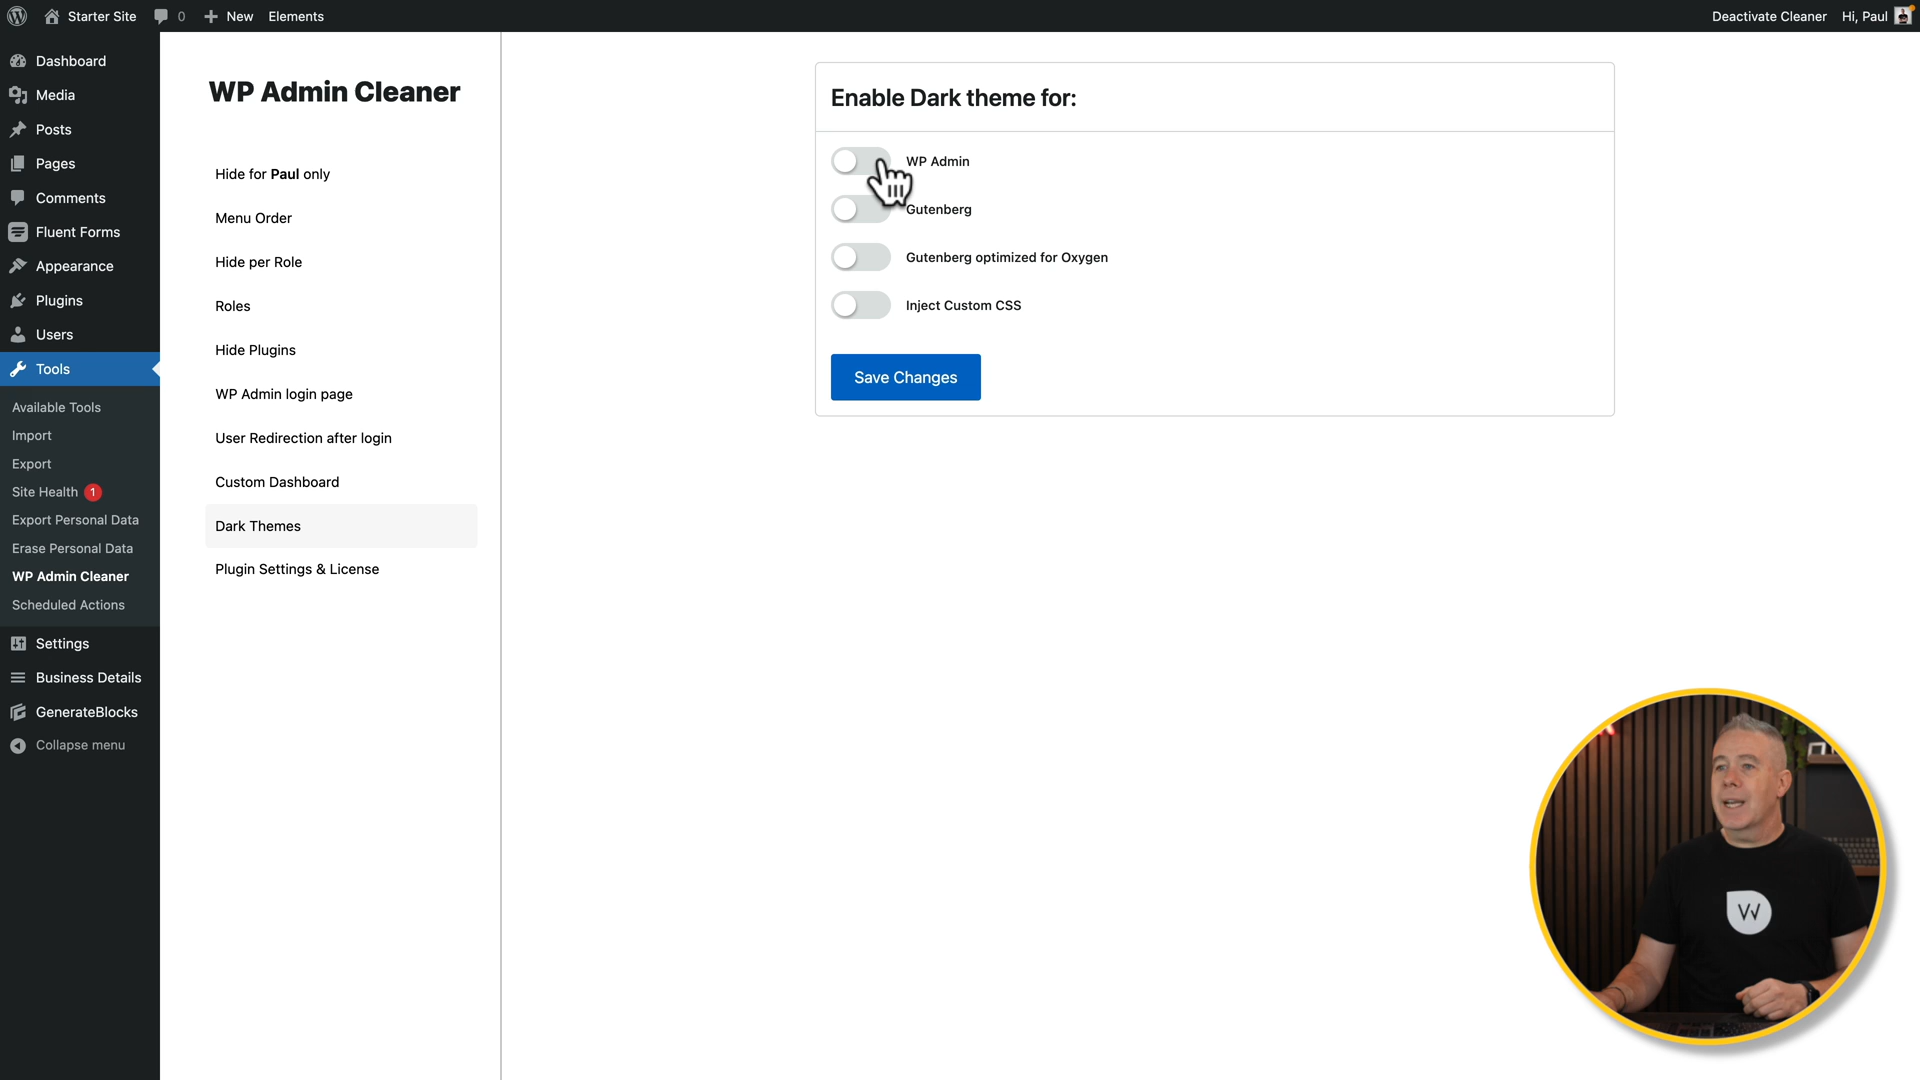 Starter Site
0
New
Elements
Deactivate Cleaner
Hi, Paul
Dashboard
Media
Posts
Pages
Comments
Fluent Forms
Appearance
Plugins
Users
Tools
Available Tools
Import
Export
Site Health 1
Export Personal Data
Erase Personal Data
WP Admin Cleaner
Scheduled Actions
Settings
Business Details
GenerateBlocks
Collapse menu
WP Admin Cleaner
Hide for Paul only
Menu Order
Hide per Role
Roles
Hide Plugins
WP Admin login page
User Redirection after login
Custom Dashboard
Dark Themes
Plugin Settings & License
Enable Dark theme for:
WP Admin
Gutenberg
Gutenberg optimized for Oxygen
Inject Custom CSS
Save Changes
W